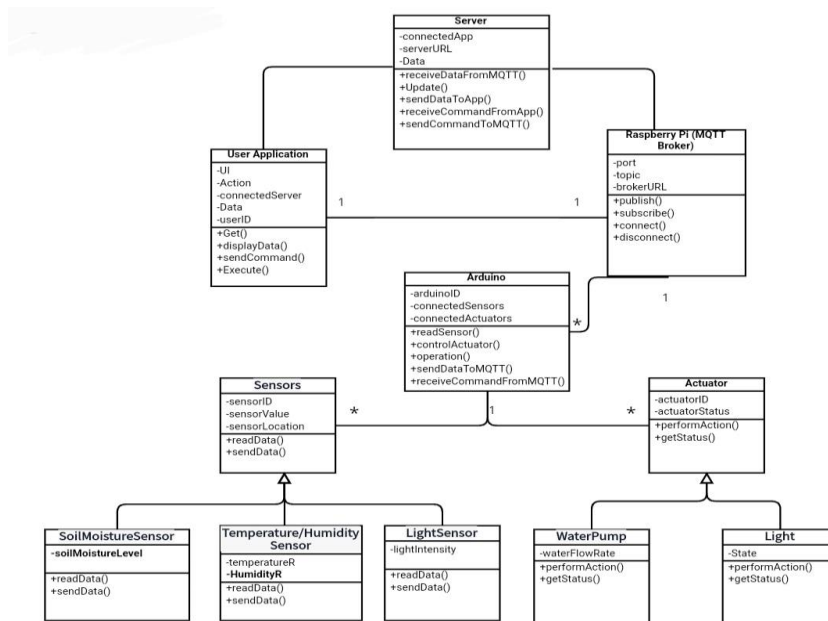 Server
-connectedApp
-serverURL
-Data
+receiveDataFromMQTT()
+Update()
+sendDataToApp()
+receiveCommandFromApp()
+sendCommandToMQTT()
User Application
-UI
-Action
-connectedServer
-Data
-userID
+Get()
+displayData()
+sendCommand()
+Execute()
1
1
Raspberry Pi (MQTT
Broker)
-port
-topic
-brokerURL
+publish()
+subscribe()
+connect()
+disconnect()
1
*
Arduino
-arduinoID
-connectedSensors
-connectedActuators
+readSensor()
+controlActuator()
+operation()
+sendDataToMQTT()
+receiveCommandFromMQTT()
1
*
*
Sensors
-sensorID
-sensorValue
-sensorLocation
+readData()
+sendData()
Actuator
-actuatorID
-actuatorStatus
+performAction()
+getStatus()
SoilMoistureSensor
-soilMoistureLevel
+readData()
+sendData()
Temperature/Humidity
Sensor
-temperatureR
-HumidityR
+readData()
+sendData()
LightSensor
-lightIntensity
+readData()
+sendData()
WaterPump
-waterFlowRate
+performAction()
+getStatus()
Light
-State
+performAction()
+getStatus()